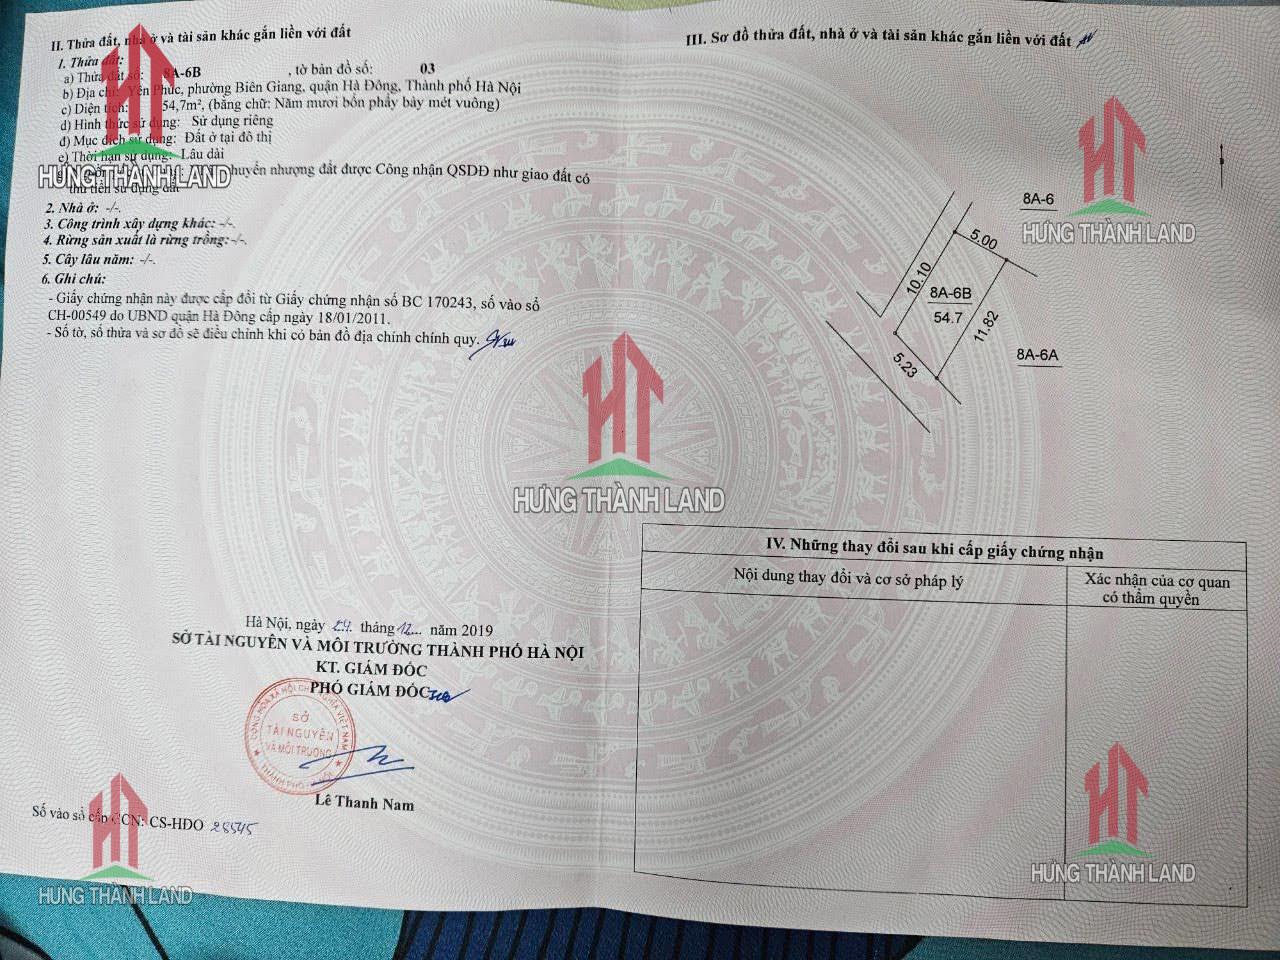 II. Thửa đất, nhà ở và tài sản khác gắn liền với đất
1. Thửa đất:
a) Thửa đất số: 8A-6B , tờ bản đồ số: 03
b) Địa chỉ: Yên Phúc, phường Biên Giang, quận Hà Đông, Thành phố Hà Nội
c) Diện tích: 54,7m², (bằng chữ: Năm mươi bốn phẩy bảy mét vuông)
d) Hình thức sử dụng: Sử dụng riêng
đ) Mục đích sử dụng: Đất ở tại đô thị
e) Thời hạn sử dụng: Lâu dài
chuyển nhượng đất được Công nhận QSDĐ như giao đất có
thu tiền sử dụng đất
2. Nhà ở: -/-.
3. Công trình xây dựng khác: -/-.
4. Rừng sản xuất là rừng trồng:-/-.
5. Cây lâu năm: -/-.
6. Ghi chú:
- Giấy chứng nhận này được cấp đổi từ Giấy chứng nhận số BC 170243, số vào sổ
CH-00549 do UBND quận Hà Đông cấp ngày 18/01/2011.
- Số tờ, số thửa và sơ đồ sẽ điều chỉnh khi có bản đồ địa chính chính quy.
Hà Nội, ngày 24 tháng 12 năm 2019
SỞ TÀI NGUYÊN VÀ MÔI TRƯỜNG THÀNH PHỐ HÀ NỘI
KT. GIÁM ĐỐC
PHÓ GIÁM ĐỐC
CỘNG HÒA XÃ HỘI CHỦ NGHĨA VIỆT NAM
SỞ
TÀI NGUYÊN
VÀ MÔI TRƯỜNG
THÀNH PHỐ
Lê Thanh Nam
Số vào sổ cấp GCN: CS-HĐO 28545
III. Sơ đồ thửa đất, nhà ở và tài sản khác gắn liền với đất
8A-6
5.00
10.10
8A-6B
54.7
11.82
5.23
8A-6A
IV. Những thay đổi sau khi cấp giấy chứng nhận
Nội dung thay đổi và cơ sở pháp lý
Xác nhận của cơ quan
có thẩm quyền
HƯNG THÀNH LAND
HƯNG THÀNH LAND
HƯNG THÀNH LAND
HƯNG THÀNH LAND
HƯNG THÀNH LAND